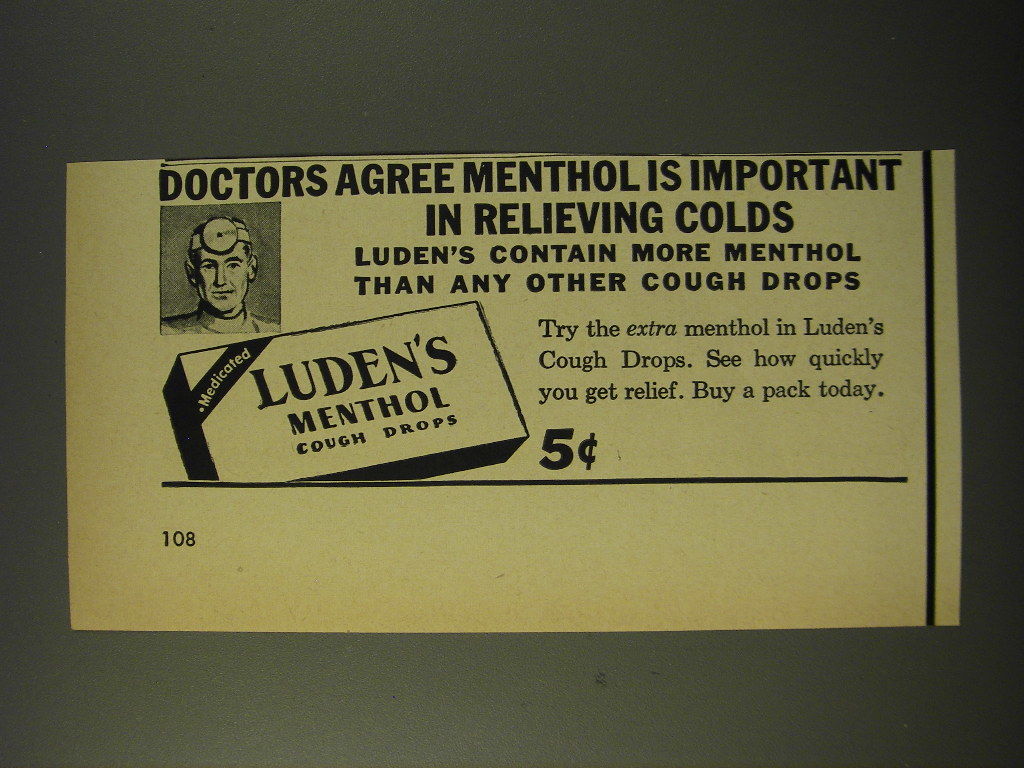 DOCTORS AGREE MENTHOL IS IMPORTANT
IN RELIEVING COLDS
LUDEN'S CONTAIN MORE MENTHOL
THAN ANY OTHER COUGH DROPS
•Medicated
LUDEN'S
MENTHOL
COUGH DROPS
Try the extra menthol in Luden's
Cough Drops. See how quickly
you get relief. Buy a pack today.
5¢
108